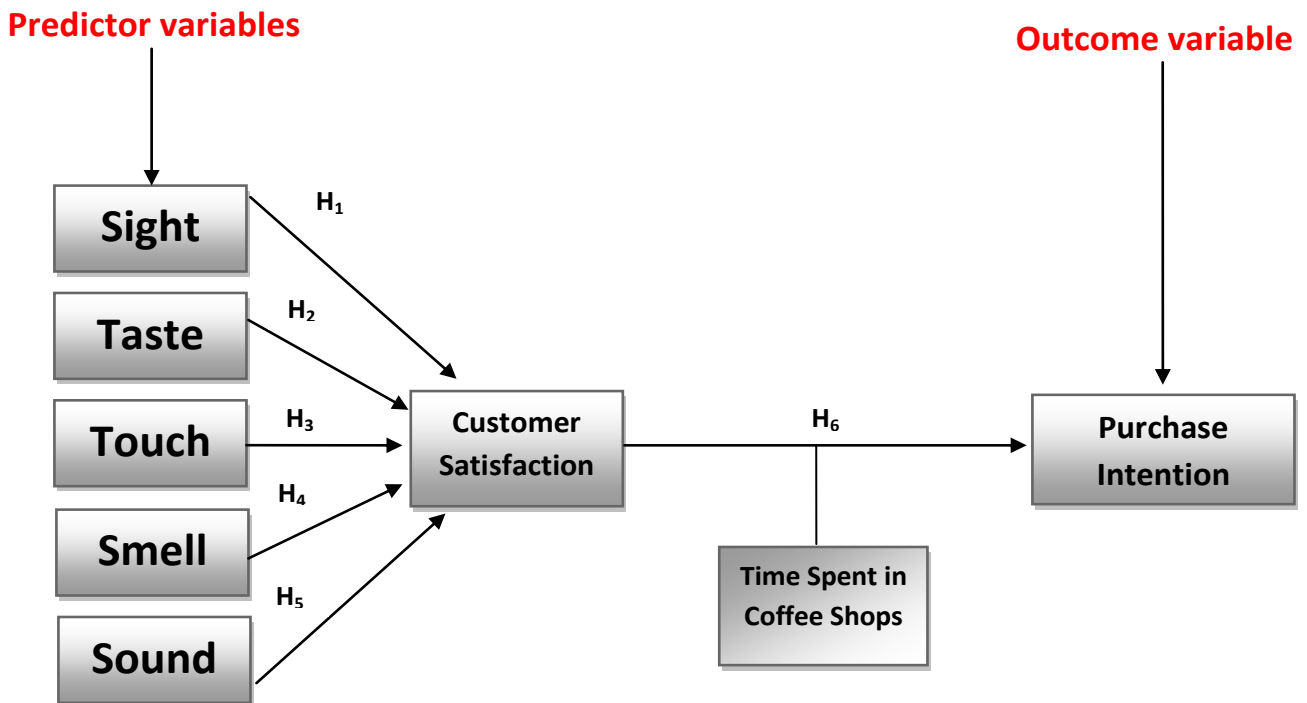 Predictor variables
Outcome variable
Sight
H₁
Taste
H₂
Touch
H₃
Customer
Satisfaction
H₆
Purchase
Intention
Smell
H₄
Time Spent in
Coffee Shops
Sound
H₅